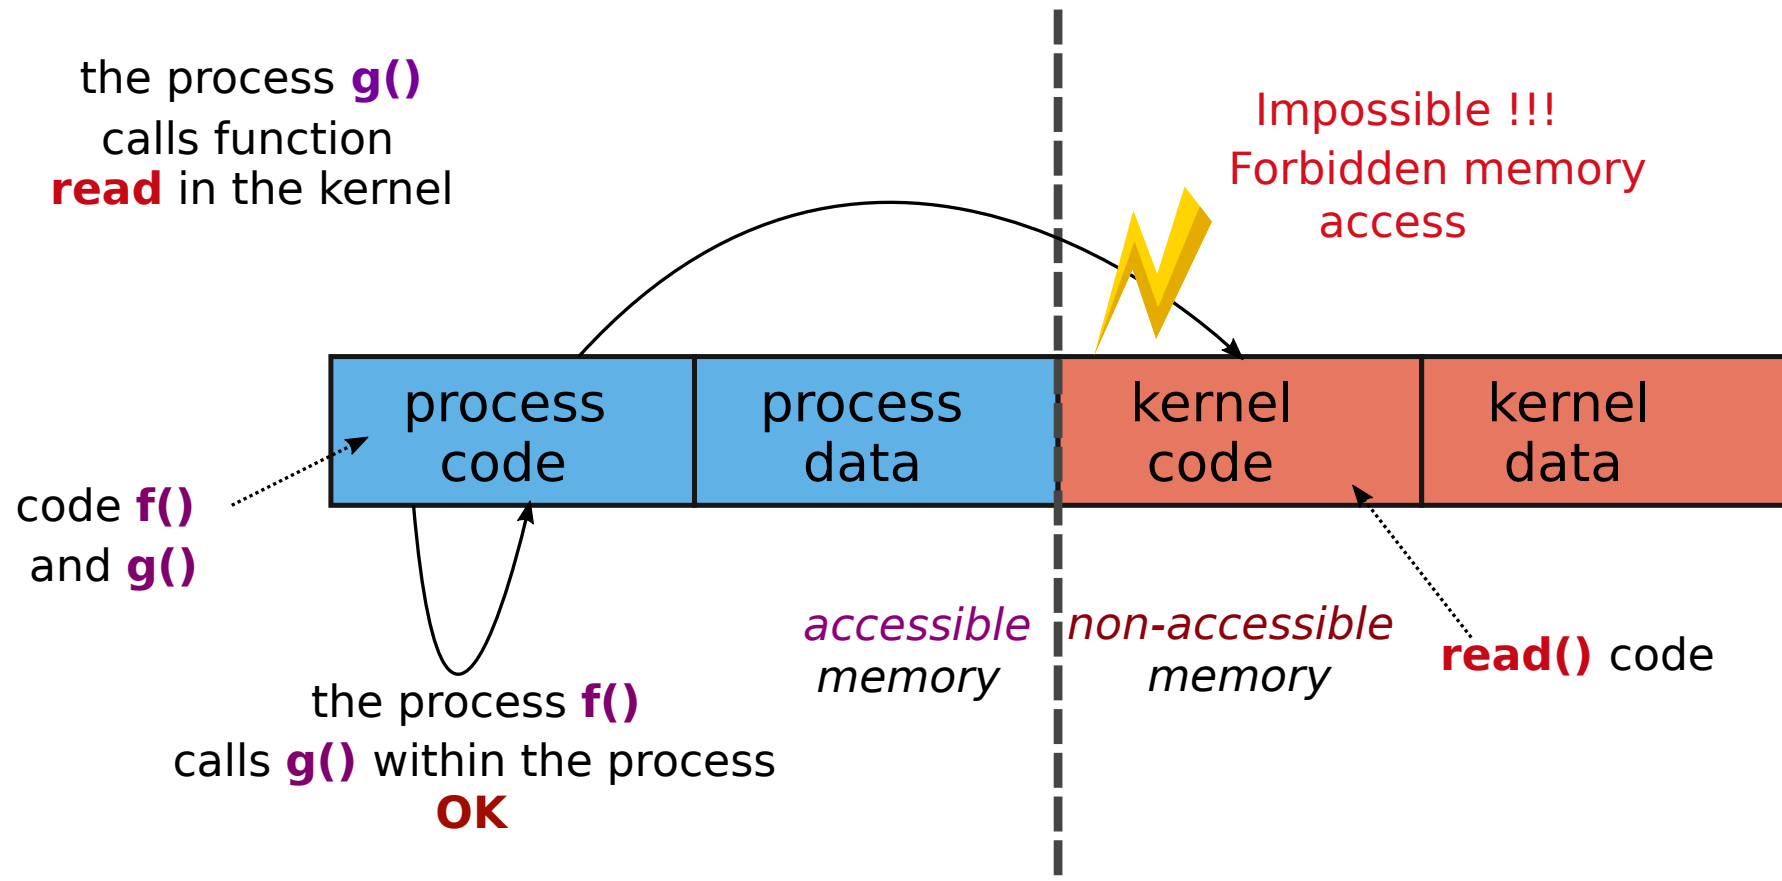 the process g()
calls function
read in the kernel
Impossible !!!
Forbidden memory
access
process
code
process
data
kernel
code
kernel
data
code f()
and g()
accessible
memory
non-accessible
memory
read() code
the process f()
calls g() within the process
OK